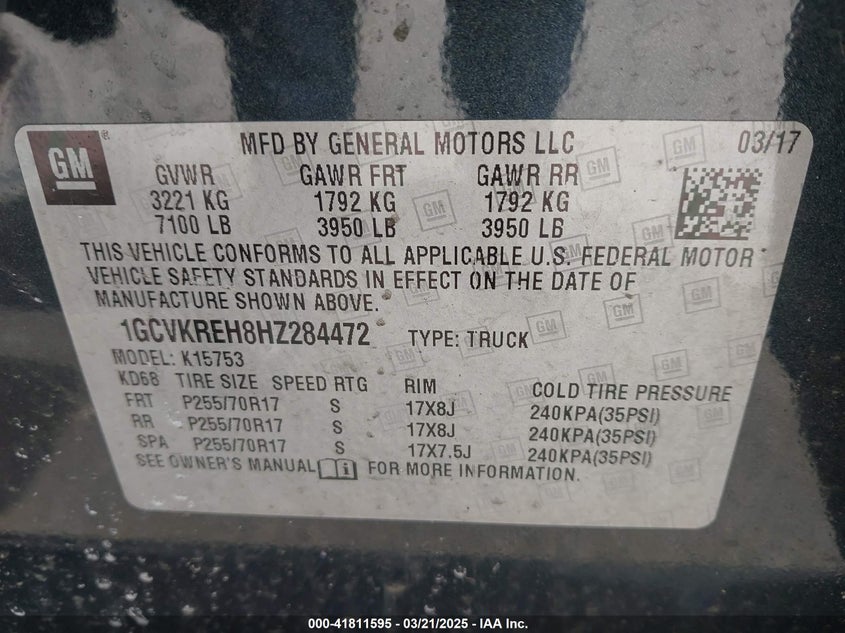 GM
®
MFD BY GENERAL MOTORS LLC 03/17
GVWR GAWR FRT GAWR RR
3221 KG 1792 KG 1792 KG
7100 LB 3950 LB 3950 LB
THIS VEHICLE CONFORMS TO ALL APPLICABLE U.S. FEDERAL MOTOR
VEHICLE SAFETY STANDARDS IN EFFECT ON THE DATE OF
MANUFACTURE SHOWN ABOVE.
1GCVKREH8HZ284472 TYPE: TRUCK
MODEL: K15753
KD68 TIRE SIZE SPEED RTG RIM COLD TIRE PRESSURE
FRT P255/70R17 S 17X8J 240KPA(35PSI)
RR P255/70R17 S 17X8J 240KPA(35PSI)
SPA P255/70R17 S 17X7.5J 240KPA(35PSI)
SEE OWNER'S MANUAL i FOR MORE INFORMATION.
000-41811595 — 03/21/2025 — IAA Inc.